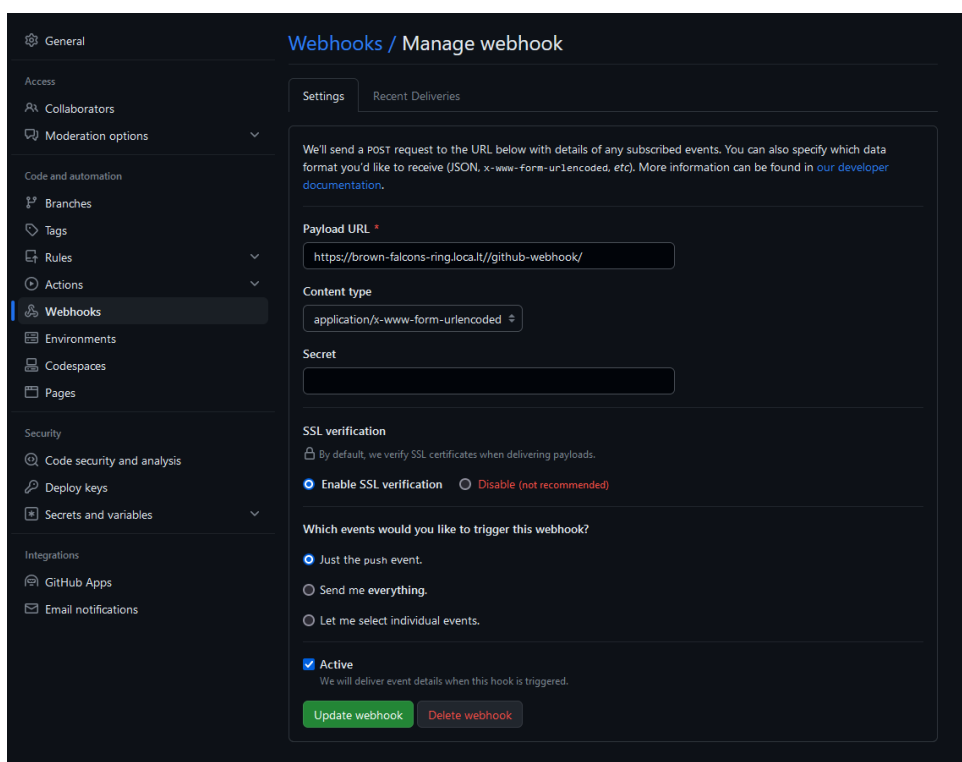 General
Access
Collaborators
Moderation options
Code and automation
Branches
Tags
Rules
Actions
Webhooks
Environments
Codespaces
Pages
Security
Code security and analysis
Deploy keys
Secrets and variables
Integrations
GitHub Apps
Email notifications
Webhooks / Manage webhook
Settings Recent Deliveries
We'll send a POST request to the URL below with details of any subscribed events. You can also specify which data
format you'd like to receive (JSON, x-www-form-urlencoded, etc). More information can be found in our developer
documentation.
Payload URL *
https://brown-falcons-ring.loca.lt//github-webhook/
Content type
application/x-www-form-urlencoded
Secret
SSL verification
By default, we verify SSL certificates when delivering payloads.
Enable SSL verification Disable (not recommended)
Which events would you like to trigger this webhook?
Just the push event.
Send me everything.
Let me select individual events.
Active
We will deliver event details when this hook is triggered.
Update webhook Delete webhook